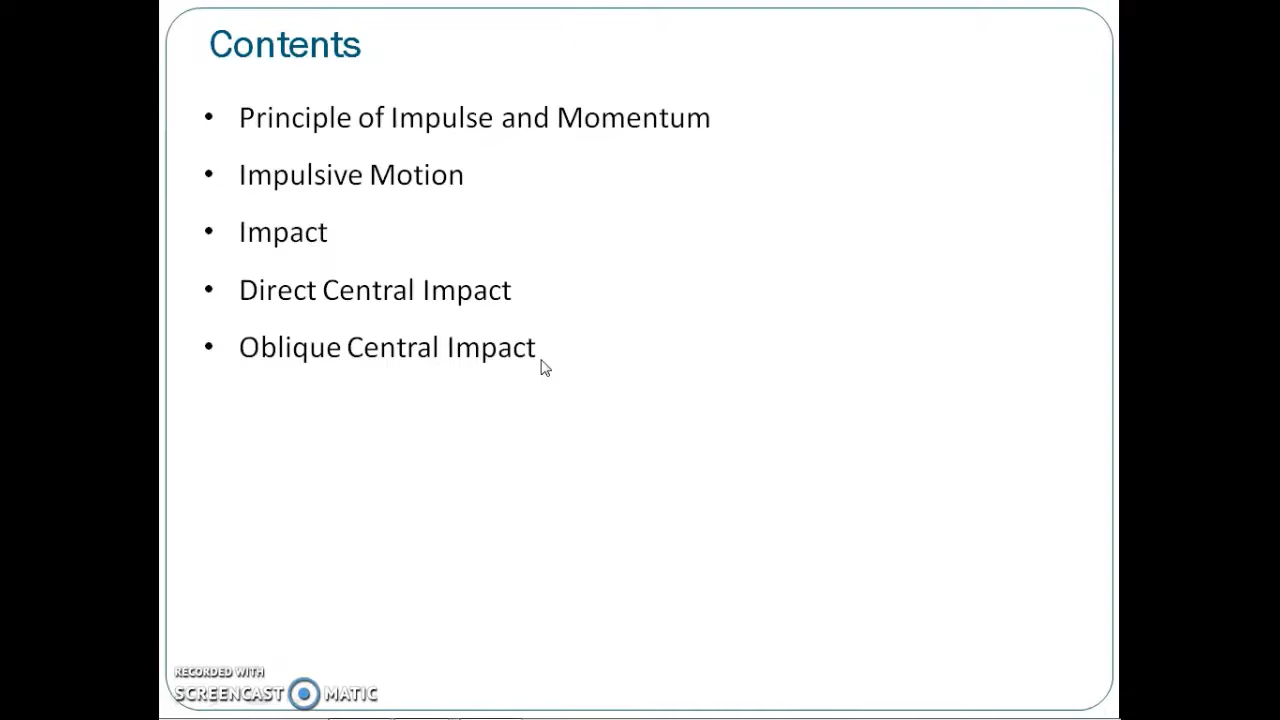 Contents
• Principle of Impulse and Momentum
• Impulsive Motion
• Impact
• Direct Central Impact
• Oblique Central Impact
RECORDED WITH
SCREENCAST MATIC